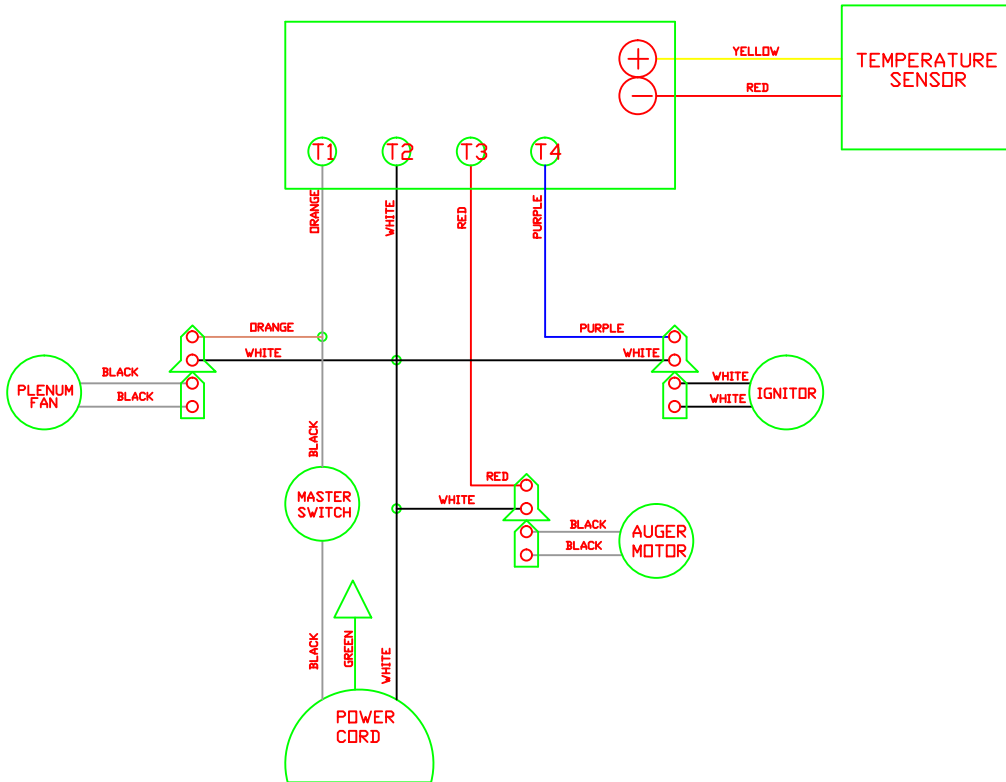 YELLOW
TEMPERATURE
SENSOR
+
RED
−
T1
T2
T3
T4
ORANGE
WHITE
RED
PURPLE
ORANGE
PURPLE
WHITE
WHITE
BLACK
WHITE
PLENUM
FAN
IGNITOR
BLACK
WHITE
BLACK
RED
MASTER
SWITCH
WHITE
BLACK
AUGER
MOTOR
BLACK
BLACK
GREEN
WHITE
POWER
CORD